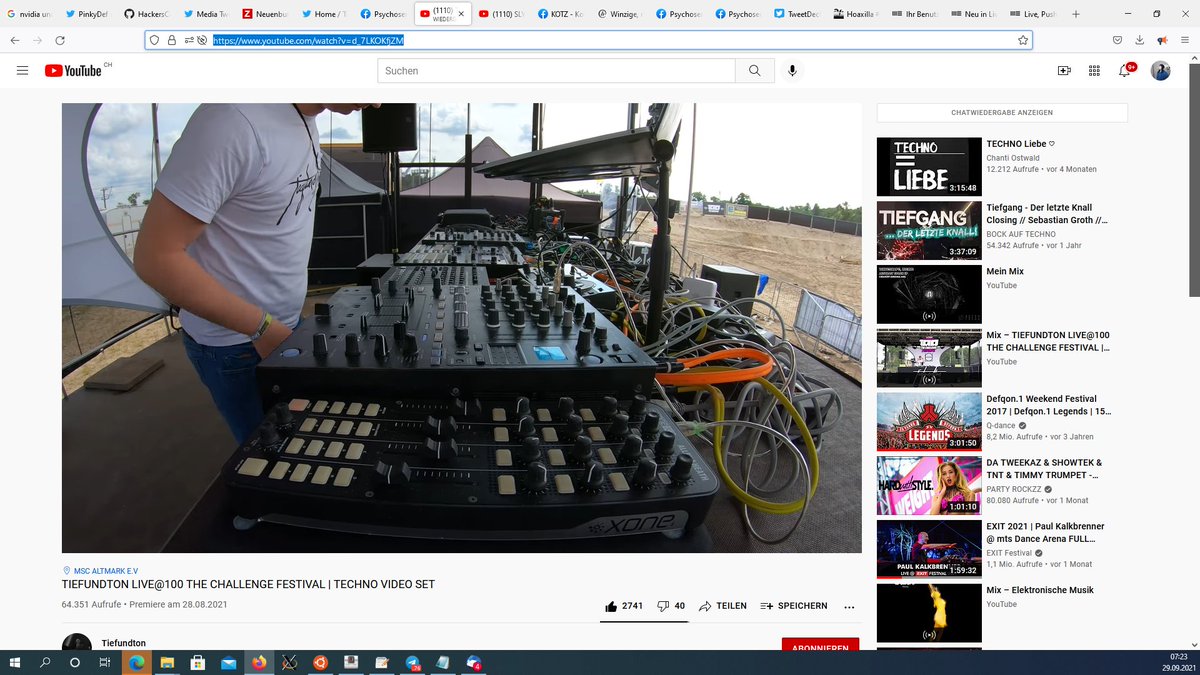 nvidia un
PinkyDef
HackersC
Media Tw
Neuenbu
Home / T
Psychose
(1110)
WIEDER
(1110) SL
KOTZ - Ko
Winzige,
Psychose
Psychose
TweetDec
Hoaxilla
Ihr Benut
Neu in Liv
Live, Push
https://www.youtube.com/watch?v=d_7LKOKfjZM
YouTube CH
Suchen
9+
CHATWIEDERGABE ANZEIGEN
TECHNO
=
LIEBE
3:15:48
TECHNO Liebe ♡
Chanti Ostwald
12.212 Aufrufe • vor 4 Monaten
TIEFGANG
...DER LETZTE KNALL!
3:37:09
Tiefgang - Der letzte Knall
Closing // Sebastian Groth //...
BOCK AUF TECHNO
54.342 Aufrufe • vor 1 Jahr
Mein Mix
YouTube
Mix – TIEFUNDTON LIVE@100
THE CHALLENGE FESTIVAL |...
YouTube
LEGENDS
3:01:50
Defqon.1 Weekend Festival
2017 | Defqon.1 Legends | 15...
Q-dance
8,2 Mio. Aufrufe • vor 3 Jahren
HARD STYLE
1:01:10
DA TWEEKAZ & SHOWTEK &
TNT & TIMMY TRUMPET -...
PARTY ROCKZZ
80.080 Aufrufe • vor 1 Monat
PAUL KALKBRENNER
LIVE @ EXIT FESTIVAL
1:59:32
EXIT 2021 | Paul Kalkbrenner
@ mts Dance Arena FULL...
EXIT Festival
1,1 Mio. Aufrufe • vor 1 Monat
Mix – Elektronische Musik
YouTube
XONE
MSC ALTMARK E.V
TIEFUNDTON LIVE@100 THE CHALLENGE FESTIVAL | TECHNO VIDEO SET
64.351 Aufrufe • Premiere am 28.08.2021
2741
40
TEILEN
SPEICHERN
Tiefundton
ABONNIEREN
07:23
29.09.2021